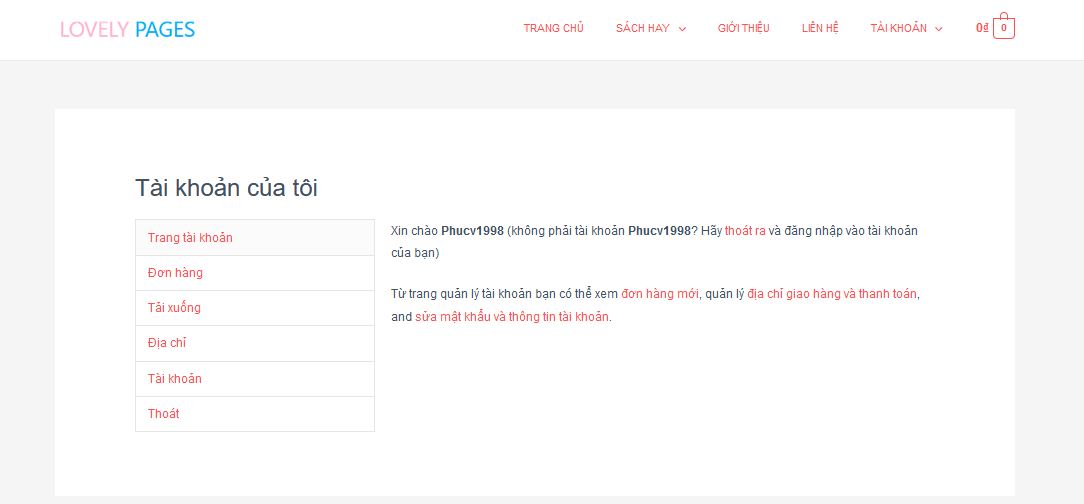 LOVELY PAGES
TRANG CHỦ
SÁCH HAY
GIỚI THIỆU
LIÊN HỆ
TÀI KHOẢN
0₫
0
Tài khoản của tôi
Trang tài khoản
Đơn hàng
Tải xuống
Địa chỉ
Tài khoản
Thoát
Xin chào Phucv1998 (không phải tài khoản Phucv1998? Hãy thoát ra và đăng nhập vào tài khoản
của bạn)
Từ trang quản lý tài khoản bạn có thể xem đơn hàng mới, quản lý địa chỉ giao hàng và thanh toán,
and sửa mật khẩu và thông tin tài khoản.